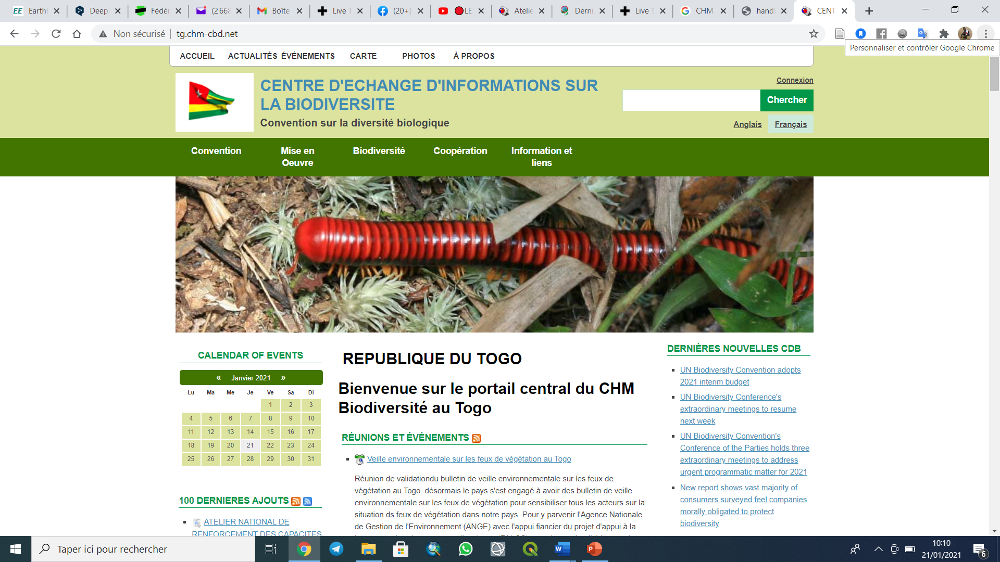 EarthE
DeepL
Fédér
(2 668
Boîte
Live T
(20+)
LE
Atelie
Derni
Live T
CHM
handl
CENT
Non sécurisé
tg.chm-cbd.net
Personnaliser et contrôler Google Chrome
ACCUEIL ACTUALITÉS ÉVÉNEMENTS CARTE PHOTOS À PROPOS
CENTRE D'ECHANGE D'INFORMATIONS SUR
LA BIODIVERSITE
Convention sur la diversité biologique
Connexion
Chercher
Anglais Français
Convention
Mise en
Oeuvre
Biodiversité
Coopération
Information et
liens
CALENDAR OF EVENTS
« Janvier 2021 »
Lu Ma Me Je Ve Sa Di
1 2 3
4 5 6 7 8 9 10
11 12 13 14 15 16 17
18 19 20 21 22 23 24
25 26 27 28 29 30 31
100 DERNIERES AJOUTS
ATELIER NATIONAL DE
RENFORCEMENT DES CAPACITES
REPUBLIQUE DU TOGO
Bienvenue sur le portail central du CHM
Biodiversité au Togo
RÉUNIONS ET ÉVÉNEMENTS
Veille environnementale sur les feux de végétation au Togo
Réunion de validationdu bulletin de veille environnementale sur les feux de
végétation au Togo. désormais le pays s'est engagé à avoir des bulletin de veille
environnementale sur les feux de végétation pour sensibiliser tous les acteurs sur la
situation ds feux de végétation dans notre pays. Pour y parvenir l'Agence Nationale
de Gestion de l'Environnement (ANGE) avec l'appui fiancier du projet d'appui à la
DERNIÈRES NOUVELLES CDB
UN Biodiversity Convention adopts
2021 interim budget
UN Biodiversity Conference's
extraordinary meetings to resume
next week
UN Biodiversity Convention's
Conference of the Parties holds three
extraordinary meetings to address
urgent programmatic matter for 2021
New report shows vast majority of
consumers surveyed feel companies
morally obligated to protect
biodiversity
Taper ici pour rechercher
10:10
21/01/2021
6